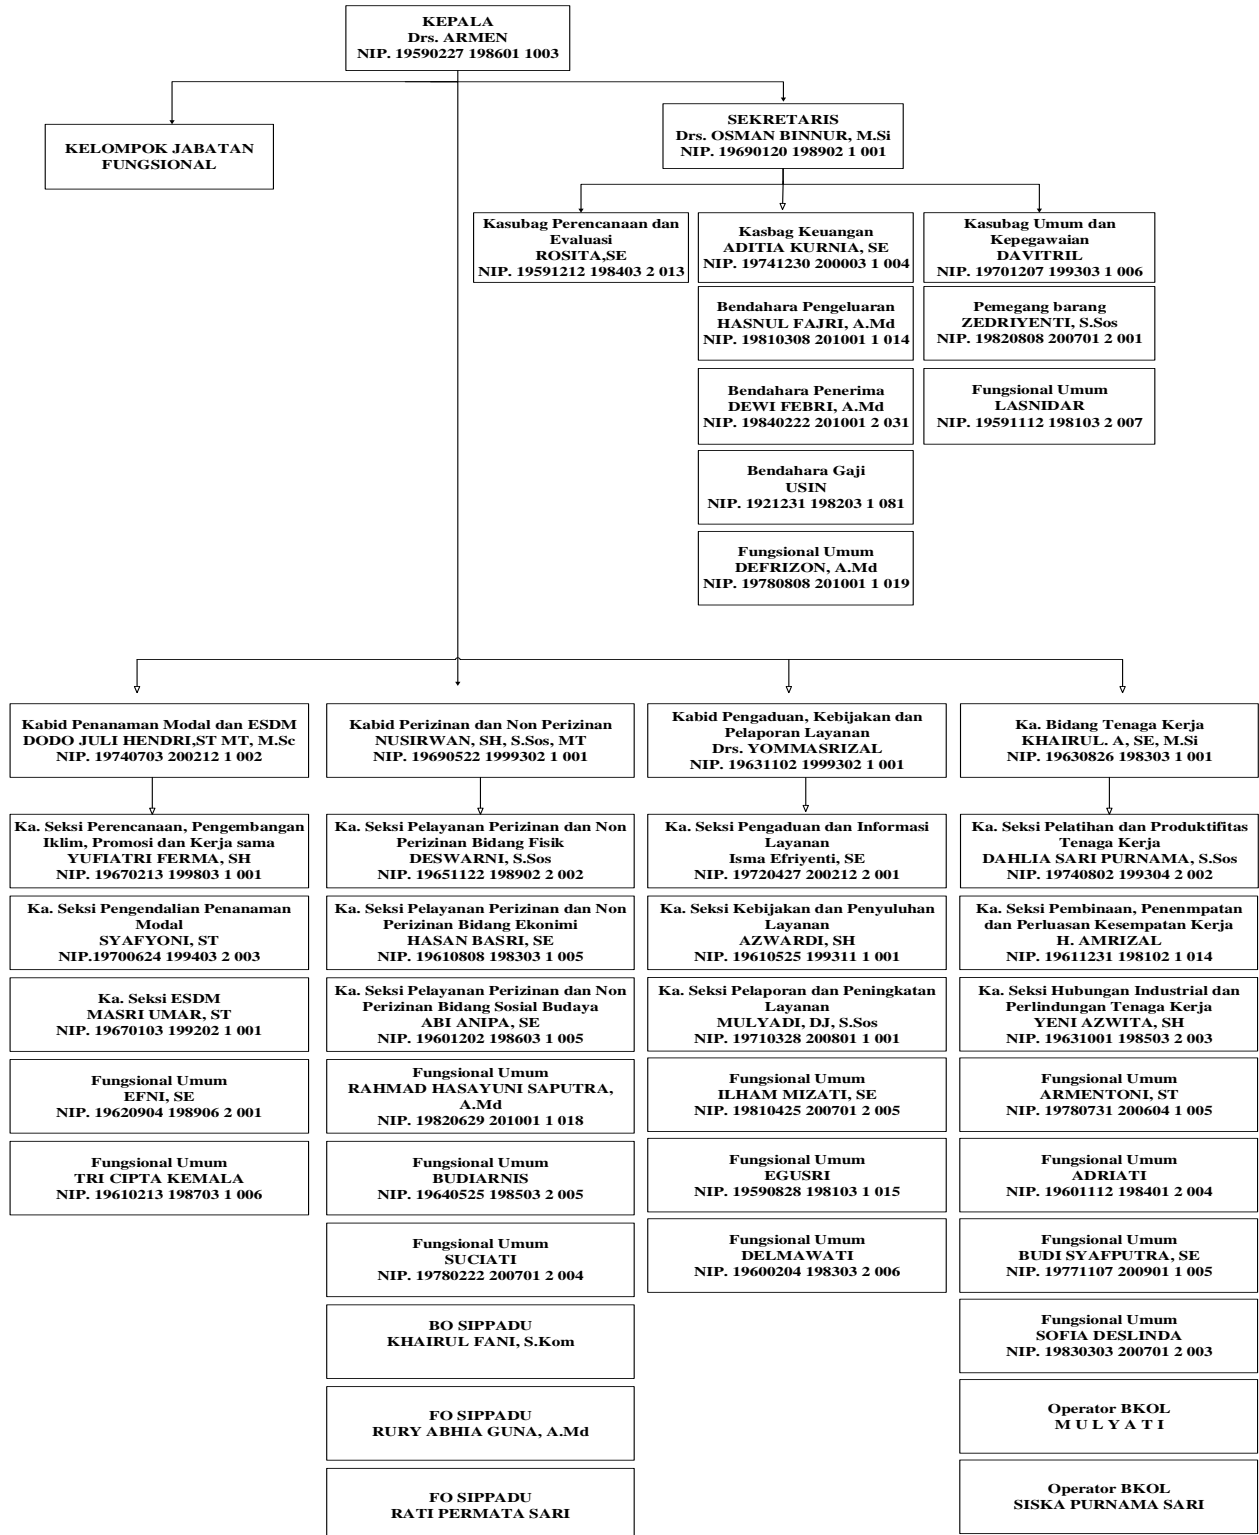 KEPALA
Drs. ARMEN
NIP. 19590227 198601 1003
KELOMPOK JABATAN
FUNGSIONAL
SEKRETARIS
Drs. OSMAN BINNUR, M.Si
NIP. 19690120 198902 1 001
Kasubag Perencanaan dan
Evaluasi
ROSITA,SE
NIP. 19591212 198403 2 013
Kasbag Keuangan
ADITIA KURNIA, SE
NIP. 19741230 200003 1 004
Bendahara Pengeluaran
HASNUL FAJRI, A.Md
NIP. 19810308 201001 1 014
Bendahara Penerima
DEWI FEBRI, A.Md
NIP. 19840222 201001 2 031
Bendahara Gaji
USIN
NIP. 1921231 198203 1 081
Fungsional Umum
DEFRIZON, A.Md
NIP. 19780808 201001 1 019
Kasubag Umum dan
Kepegawaian
DAVITRIL
NIP. 19701207 199303 1 006
Pemegang barang
ZEDRIYENTI, S.Sos
NIP. 19820808 200701 2 001
Fungsional Umum
LASNIDAR
NIP. 19591112 198103 2 007
Kabid Penanaman Modal dan ESDM
DODO JULI HENDRI,ST MT, M.Sc
NIP. 19740703 200212 1 002
Ka. Seksi Perencanaan, Pengembangan
Iklim, Promosi dan Kerja sama
YUFIATRI FERMA, SH
NIP. 19670213 199803 1 001
Ka. Seksi Pengendalian Penanaman
Modal
SYAFYONI, ST
NIP.19700624 199403 2 003
Ka. Seksi ESDM
MASRI UMAR, ST
NIP. 19670103 199202 1 001
Fungsional Umum
EFNI, SE
NIP. 19620904 198906 2 001
Fungsional Umum
TRI CIPTA KEMALA
NIP. 19610213 198703 1 006
Kabid Perizinan dan Non Perizinan
NUSIRWAN, SH, S.Sos, MT
NIP. 19690522 1999302 1 001
Ka. Seksi Pelayanan Perizinan dan Non
Perizinan Bidang Fisik
DESWARNI, S.Sos
NIP. 19651122 198902 2 002
Ka. Seksi Pelayanan Perizinan dan Non
Perizinan Bidang Ekonimi
HASAN BASRI, SE
NIP. 19610808 198303 1 005
Ka. Seksi Pelayanan Perizinan dan Non
Perizinan Bidang Sosial Budaya
ABI ANIPA, SE
NIP. 19601202 198603 1 005
Fungsional Umum
RAHMAD HASAYUNI SAPUTRA,
A.Md
NIP. 19820629 201001 1 018
Fungsional Umum
BUDIARNIS
NIP. 19640525 198503 2 005
Fungsional Umum
SUCIATI
NIP. 19780222 200701 2 004
BO SIPPADU
KHAIRUL FANI, S.Kom
FO SIPPADU
RURY ABHIA GUNA, A.Md
FO SIPPADU
RATI PERMATA SARI
Kabid Pengaduan, Kebijakan dan
Pelaporan Layanan
Drs. YOMMASRIZAL
NIP. 19631102 1999302 1 001
Ka. Seksi Pengaduan dan Informasi
Layanan
Isma Efriyenti, SE
NIP. 19720427 200212 2 001
Ka. Seksi Kebijakan dan Penyuluhan
Layanan
AZWARDI, SH
NIP. 19610525 199311 1 001
Ka. Seksi Pelaporan dan Peningkatan
Layanan
MULYADI, DJ, S.Sos
NIP. 19710328 200801 1 001
Fungsional Umum
ILHAM MIZATI, SE
NIP. 19810425 200701 2 005
Fungsional Umum
EGUSRI
NIP. 19590828 198103 1 015
Fungsional Umum
DELMAWATI
NIP. 19600204 198303 2 006
Ka. Bidang Tenaga Kerja
KHAIRUL. A, SE, M.Si
NIP. 19630826 198303 1 001
Ka. Seksi Pelatihan dan Produktifitas
Tenaga Kerja
DAHLIA SARI PURNAMA, S.Sos
NIP. 19740802 199304 2 002
Ka. Seksi Pembinaan, Penenmpatan
dan Perluasan Kesempatan Kerja
H. AMRIZAL
NIP. 19611231 198102 1 014
Ka. Seksi Hubungan Industrial dan
Perlindungan Tenaga Kerja
YENI AZWITA, SH
NIP. 19631001 198503 2 003
Fungsional Umum
ARMENTONI, ST
NIP. 19780731 200604 1 005
Fungsional Umum
ADRIATI
NIP. 19601112 198401 2 004
Fungsional Umum
BUDI SYAFPUTRA, SE
NIP. 19771107 200901 1 005
Fungsional Umum
SOFIA DESLINDA
NIP. 19830303 200701 2 003
Operator BKOL
M U L Y A T I
Operator BKOL
SISKA PURNAMA SARI